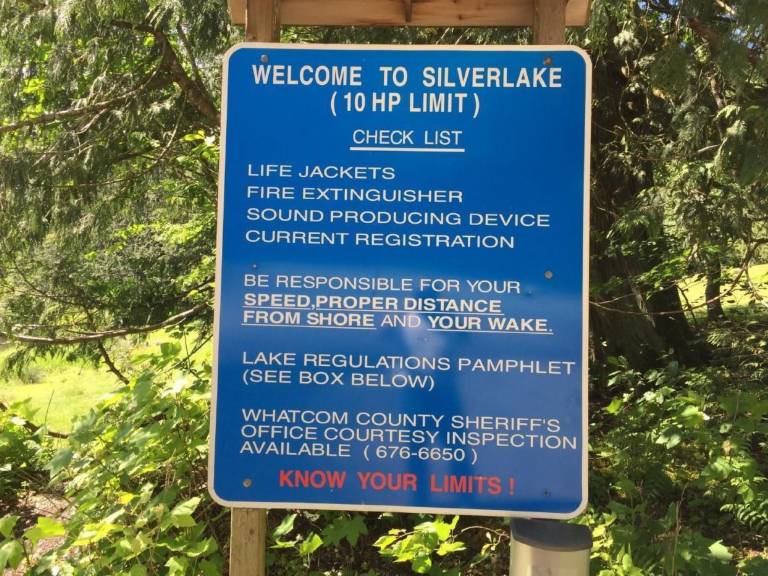 WELCOME TO SILVERLAKE
( 10 HP LIMIT )
CHECK LIST
LIFE JACKETS
FIRE EXTINGUISHER
SOUND PRODUCING DEVICE
CURRENT REGISTRATION
BE RESPONSIBLE FOR YOUR
SPEED,PROPER DISTANCE
FROM SHORE AND YOUR WAKE.
LAKE REGULATIONS PAMPHLET
(SEE BOX BELOW)
WHATCOM COUNTY SHERIFF'S
OFFICE COURTESY INSPECTION
AVAILABLE ( 676-6650 )
KNOW YOUR LIMITS !